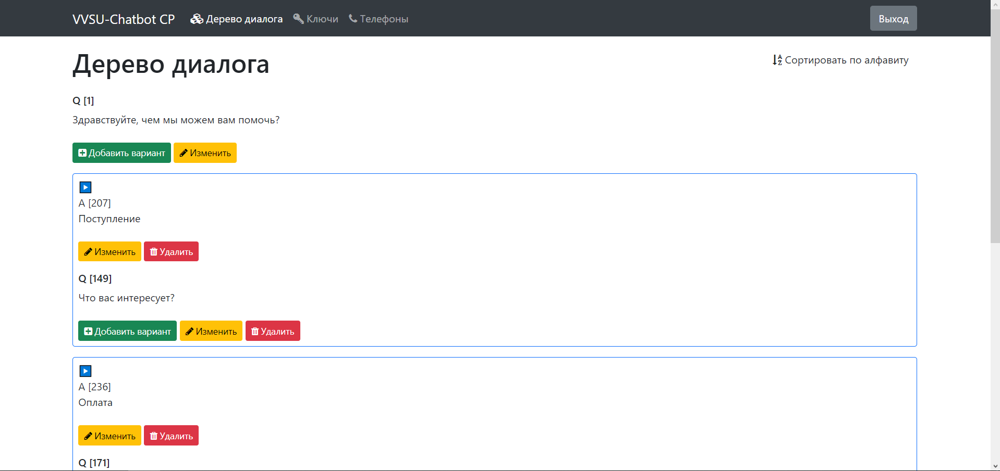 VVSU-Chatbot CP Дерево диалога Ключи Телефоны Выход
Дерево диалога
Сортировать по алфавиту
Q [1]
Здравствуйте, чем мы можем вам помочь?
Добавить вариант Изменить
A [207]
Поступление
Изменить Удалить
Q [149]
Что вас интересует?
Добавить вариант Изменить Удалить
A [236]
Оплата
Изменить Удалить
Q [171]